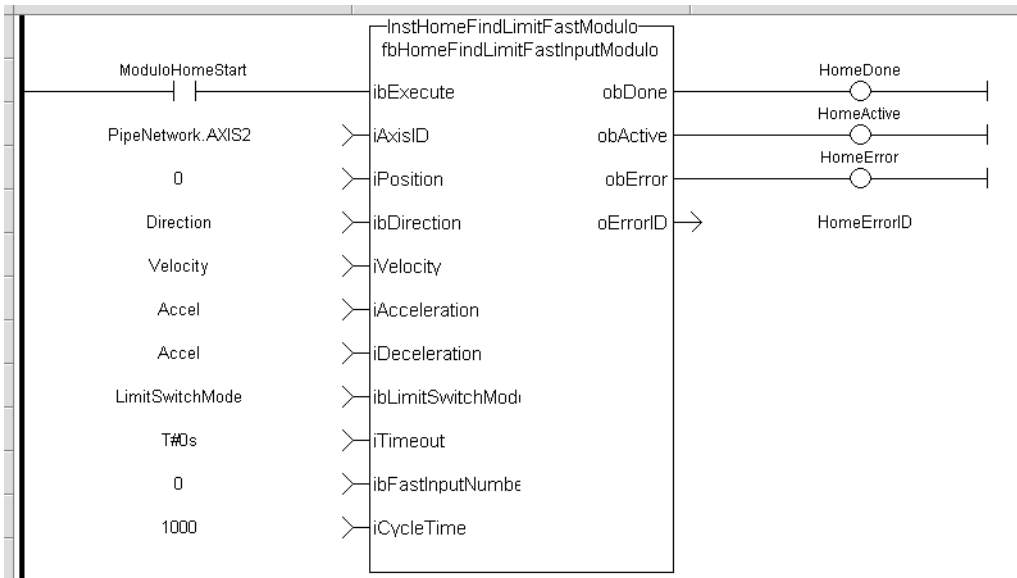 InstHomeFindLimitFastModulo
fbHomeFindLimitFastInputModulo
ModuloHomeStart ibExecute obDone HomeDone
PipeNetwork.AXIS2 iAxisID obActive HomeActive
0 iPosition obError HomeError
Direction ibDirection oErrorID HomeErrorID
Velocity iVelocity
Accel iAcceleration
Accel iDeceleration
LimitSwitchMode ibLimitSwitchMod
T#0s iTimeout
0 ibFastInputNumbe
1000 iCycleTime